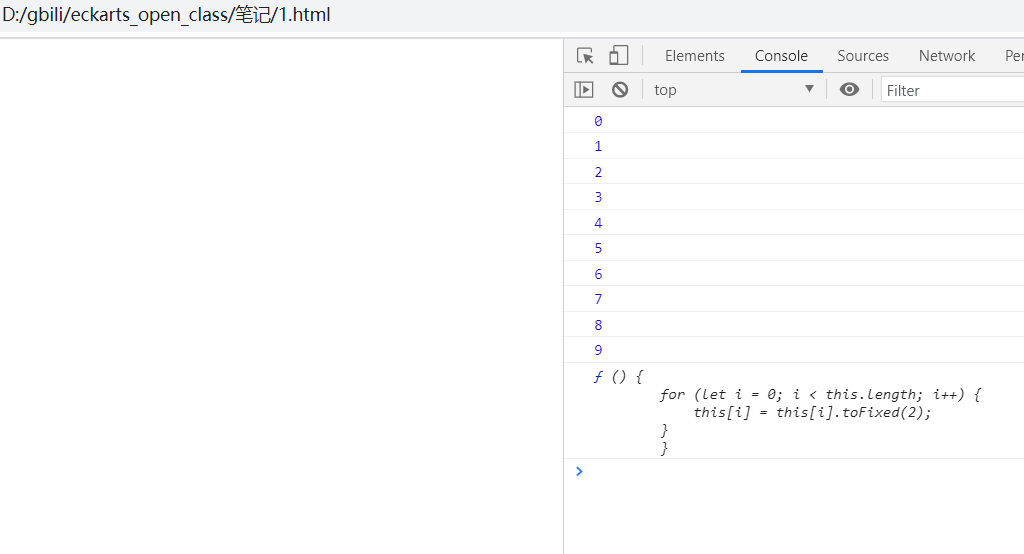 D:/gbili/eckarts_open_class/笔记/1.html
Elements Console Sources Network Per
top ▼ Filter
0
1
2
3
4
5
6
7
8
9
ƒ () {
for (let i = 0; i < this.length; i++) {
this[i] = this[i].toFixed(2);
}
}
>